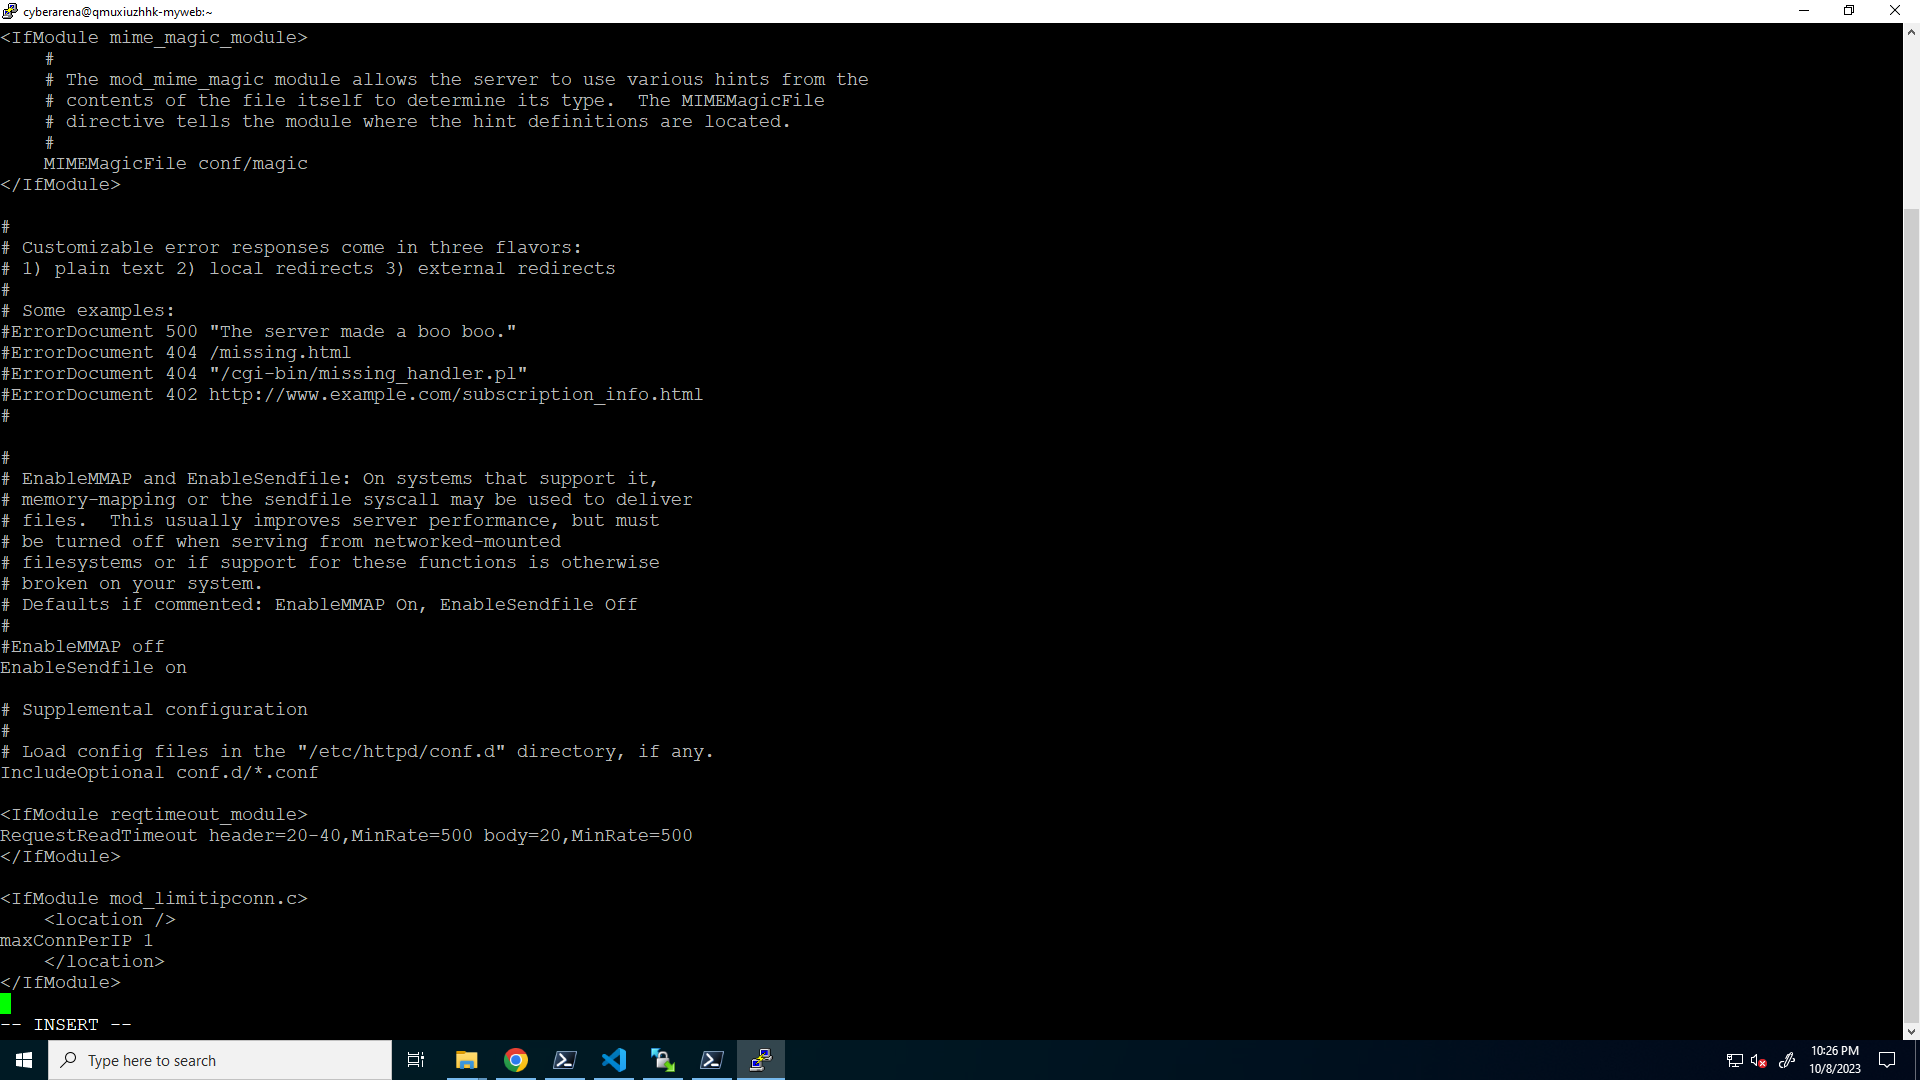 cyberarena@qmuxiuzhhk-myweb:~
<IfModule mime_magic_module>
    #
    # The mod_mime_magic module allows the server to use various hints from the
    # contents of the file itself to determine its type.  The MIMEMagicFile
    # directive tells the module where the hint definitions are located.
    #
    MIMEMagicFile conf/magic
</IfModule>

#
# Customizable error responses come in three flavors:
# 1) plain text 2) local redirects 3) external redirects
#
# Some examples:
#ErrorDocument 500 "The server made a boo boo."
#ErrorDocument 404 /missing.html
#ErrorDocument 404 "/cgi-bin/missing_handler.pl"
#ErrorDocument 402 http://www.example.com/subscription_info.html
#

#
# EnableMMAP and EnableSendfile: On systems that support it,
# memory-mapping or the sendfile syscall may be used to deliver
# files.  This usually improves server performance, but must
# be turned off when serving from networked-mounted
# filesystems or if support for these functions is otherwise
# broken on your system.
# Defaults if commented: EnableMMAP On, EnableSendfile Off
#
#EnableMMAP off
EnableSendfile on

# Supplemental configuration
#
# Load config files in the "/etc/httpd/conf.d" directory, if any.
IncludeOptional conf.d/*.conf

<IfModule reqtimeout_module>
RequestReadTimeout header=20-40,MinRate=500 body=20,MinRate=500
</IfModule>

<IfModule mod_limitipconn.c>
    <location />
maxConnPerIP 1
    </location>
</IfModule>

-- INSERT --
Type here to search
10:26 PM
10/8/2023